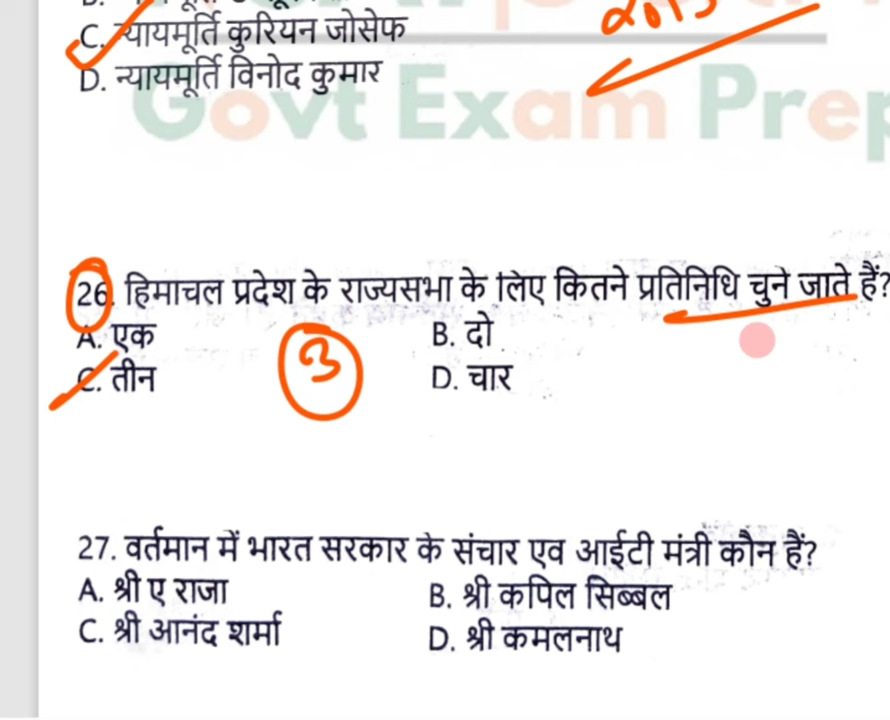 C. न्यायमूर्ति कुरियन जोसेफ
D. न्यायमूर्ति विनोद कुमार
Govt Exam Prep
26. हिमाचल प्रदेश के राज्यसभा के लिए कितने प्रतिनिधि चुने जाते हैं?
A. एक B. दो
C. तीन 3 D. चार
27. वर्तमान में भारत सरकार के संचार एव आईटी मंत्री कौन हैं?
A. श्री ए राजा B. श्री कपिल सिब्बल
C. श्री आनंद शर्मा D. श्री कमलनाथ